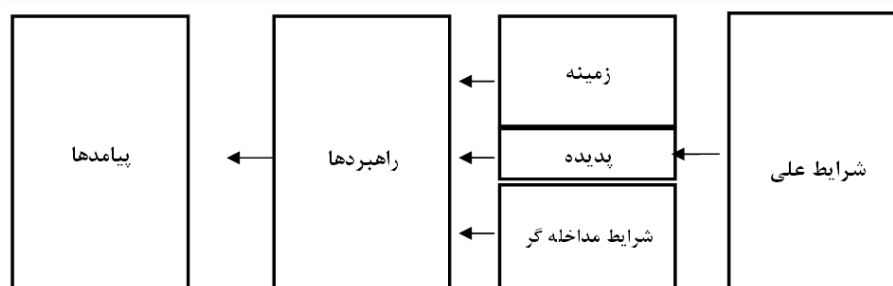 شرایط علی
زمینه
پدیده
شرایط مداخله گر
راهبردها
پیامدها